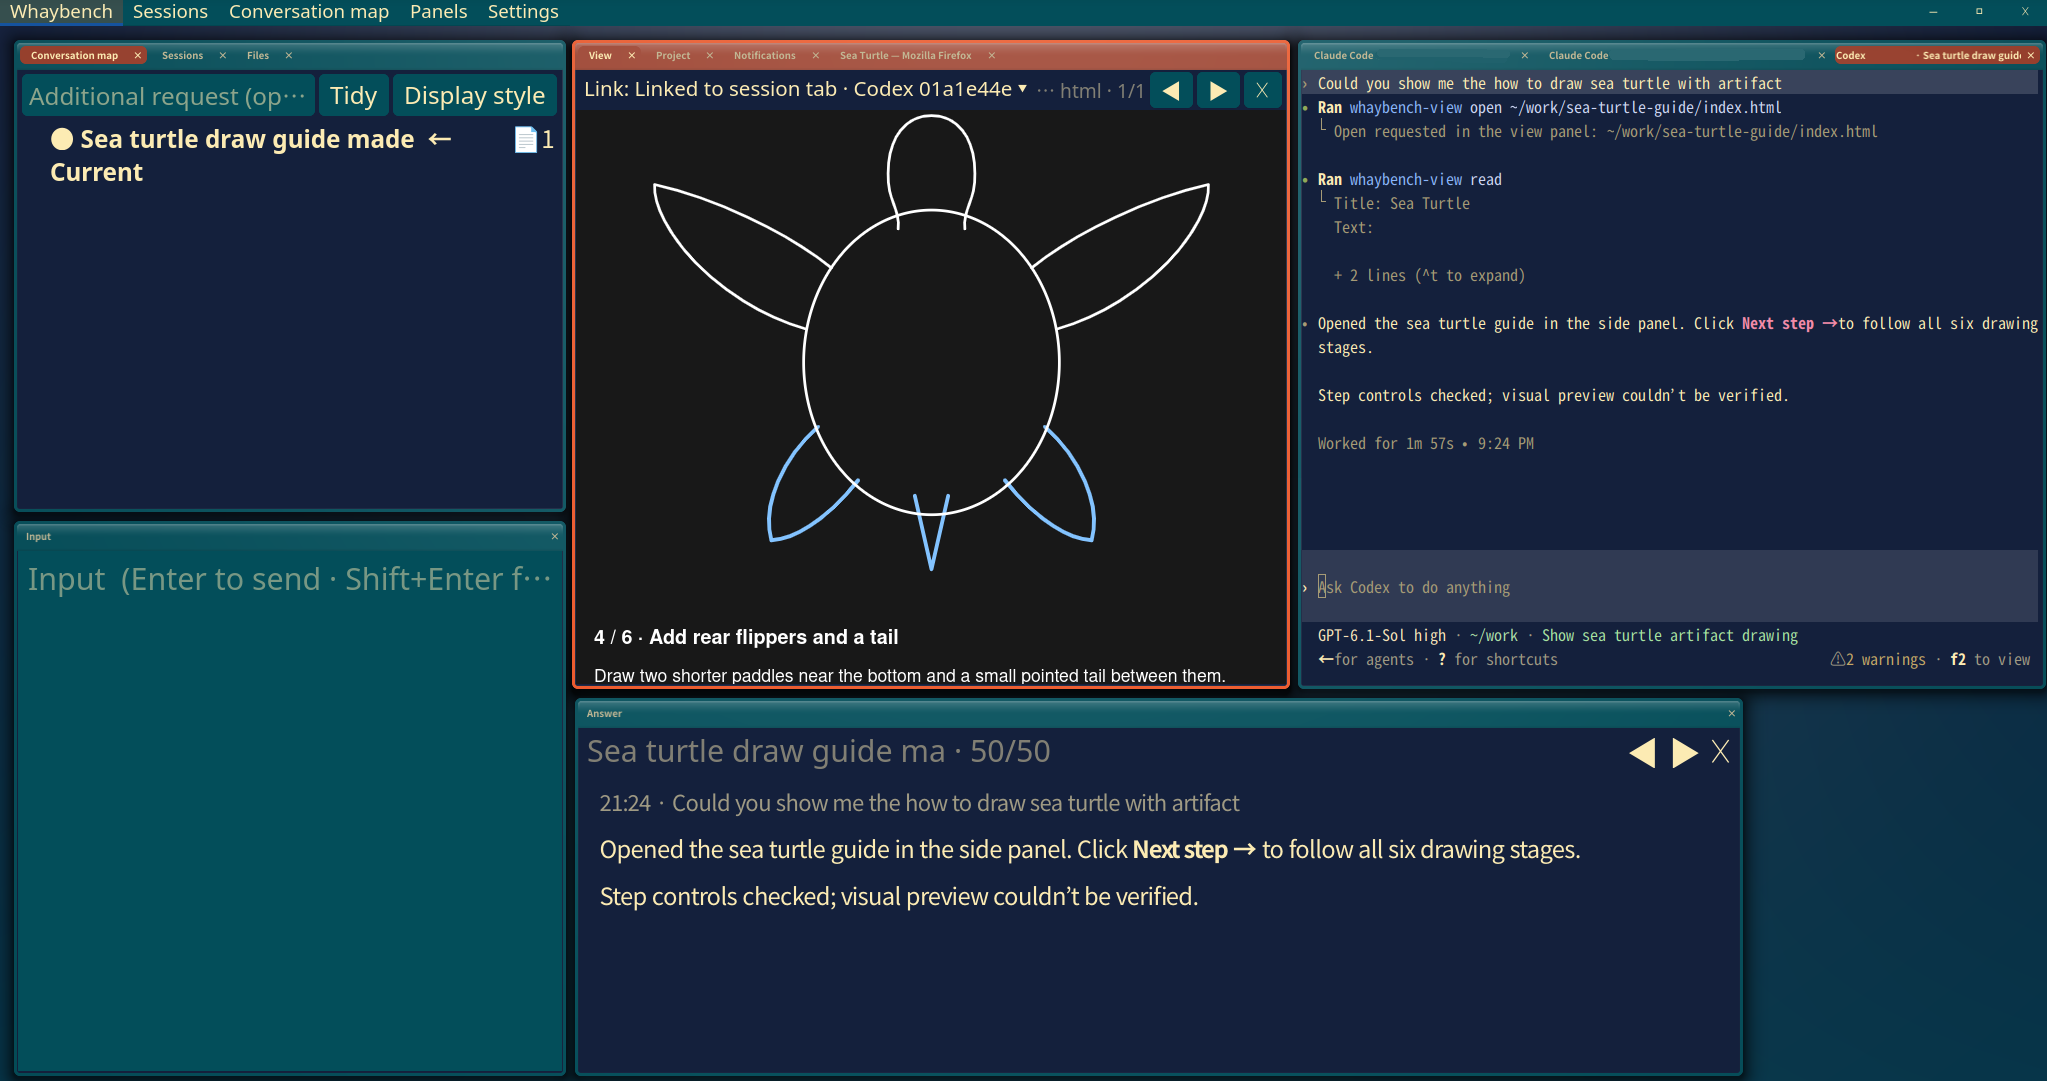 Whaybench Sessions Conversation map Panels Settings
Conversation map Sessions Files
Additional request (op···
Tidy
Display style
Sea turtle draw guide made ← 1
Current
Input
Input (Enter to send · Shift+Enter f···
View Project Notifications Sea Turtle — Mozilla Firefox
Link: Linked to session tab · Codex 01a1e44e ▾ ··· html · 1/1 ◀ ▶ X
4 / 6 · Add rear flippers and a tail
Draw two shorter paddles near the bottom and a small pointed tail between them.
Claude Code Claude Code Codex · Sea turtle draw guid
› Could you show me the how to draw sea turtle with artifact
• Ran whaybench-view open ~/work/sea-turtle-guide/index.html
└ Open requested in the view panel: ~/work/sea-turtle-guide/index.html
• Ran whaybench-view read
└ Title: Sea Turtle
Text:
+ 2 lines (^t to expand)
• Opened the sea turtle guide in the side panel. Click Next step →to follow all six drawing
stages.
Step controls checked; visual preview couldn't be verified.
Worked for 1m 57s • 9:24 PM
› Ask Codex to do anything
GPT-6.1-Sol high · ~/work · Show sea turtle artifact drawing
←for agents · ? for shortcuts ⚠2 warnings · f2 to view
Answer
Sea turtle draw guide ma · 50/50 ◀ ▶ X
21:24 · Could you show me the how to draw sea turtle with artifact
Opened the sea turtle guide in the side panel. Click Next step → to follow all six drawing stages.
Step controls checked; visual preview couldn’t be verified.